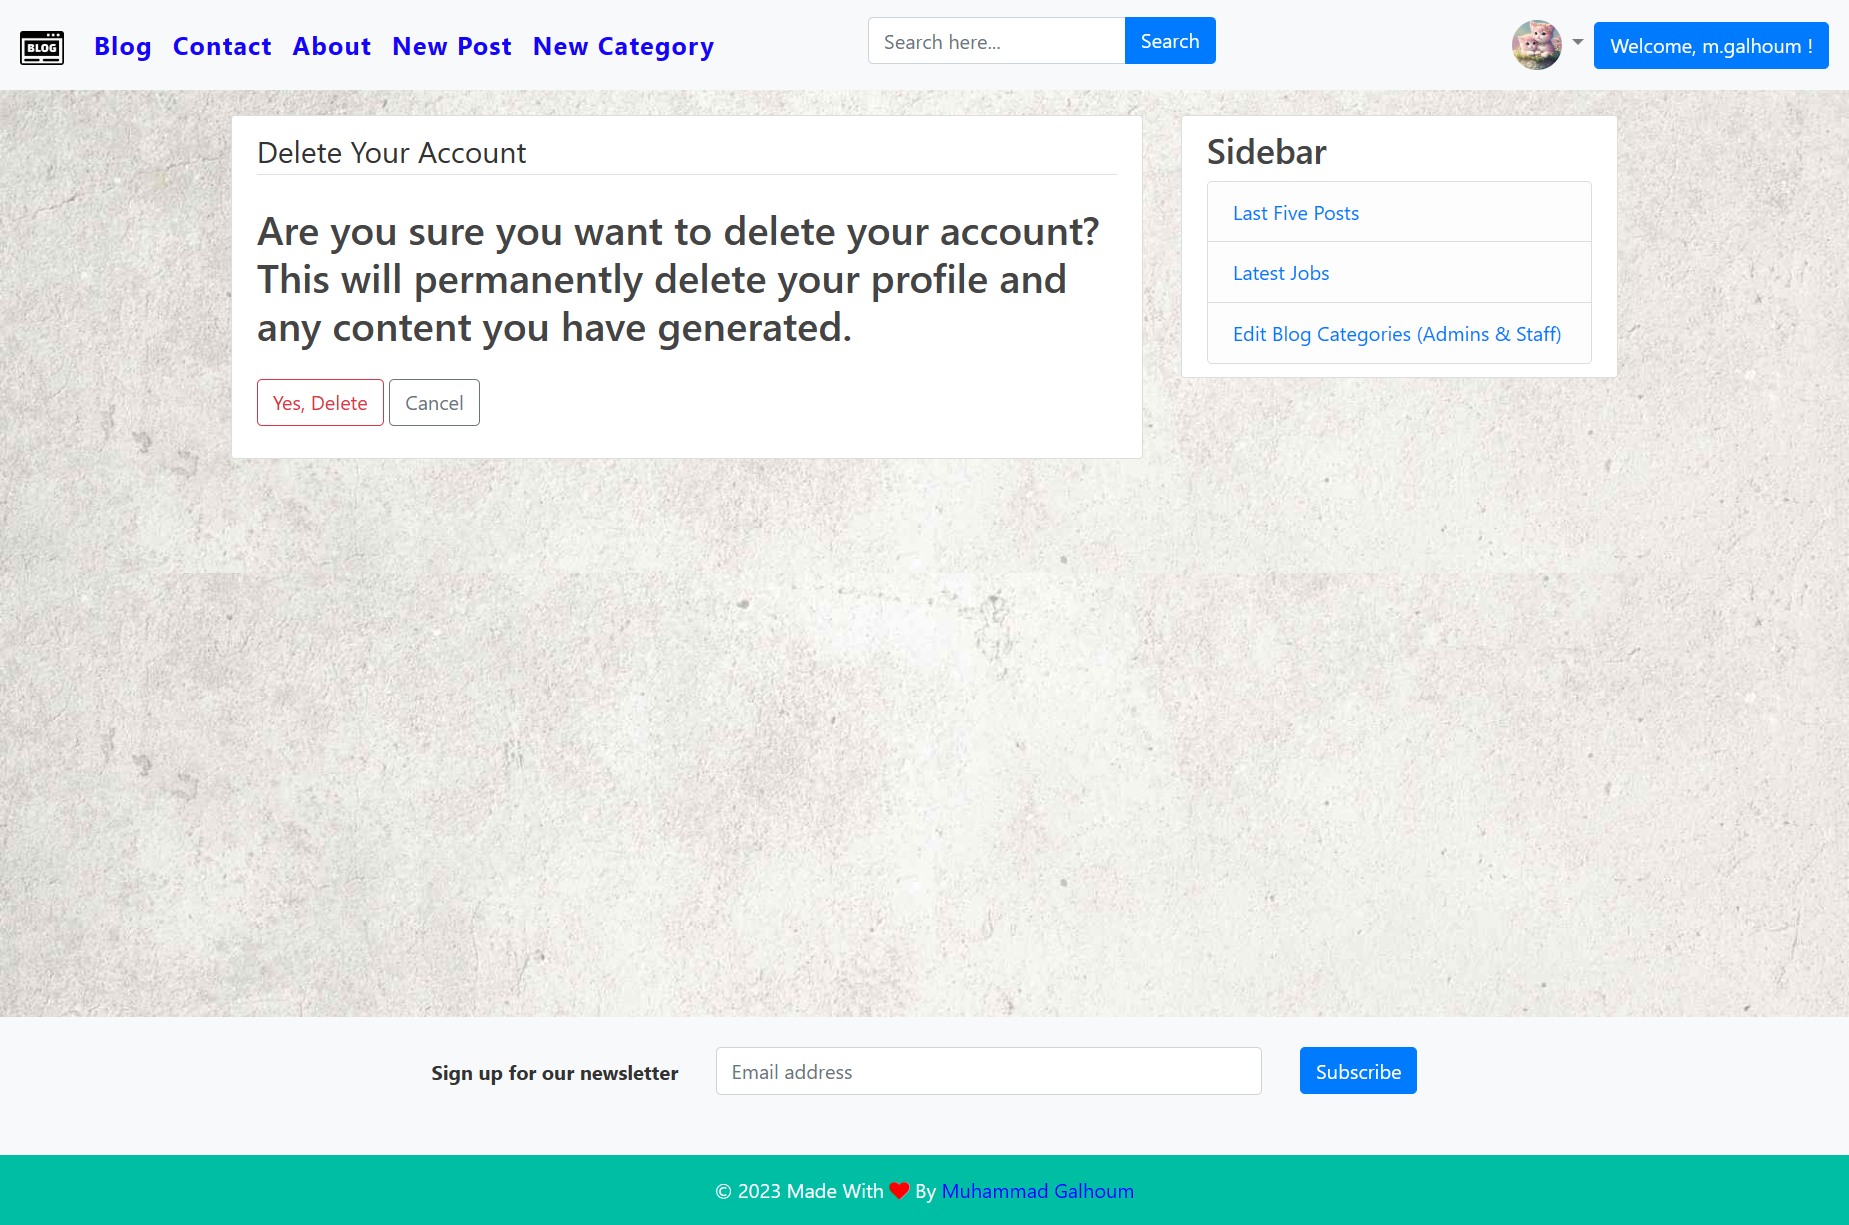 BLOG
Blog Contact About New Post New Category
Search here...
Search
Welcome, m.galhoum !
Delete Your Account
Are you sure you want to delete your account?
This will permanently delete your profile and
any content you have generated.
Yes, Delete
Cancel
Sidebar
Last Five Posts
Latest Jobs
Edit Blog Categories (Admins & Staff)
Sign up for our newsletter
Email address
Subscribe
© 2023 Made With ❤ By Muhammad Galhoum